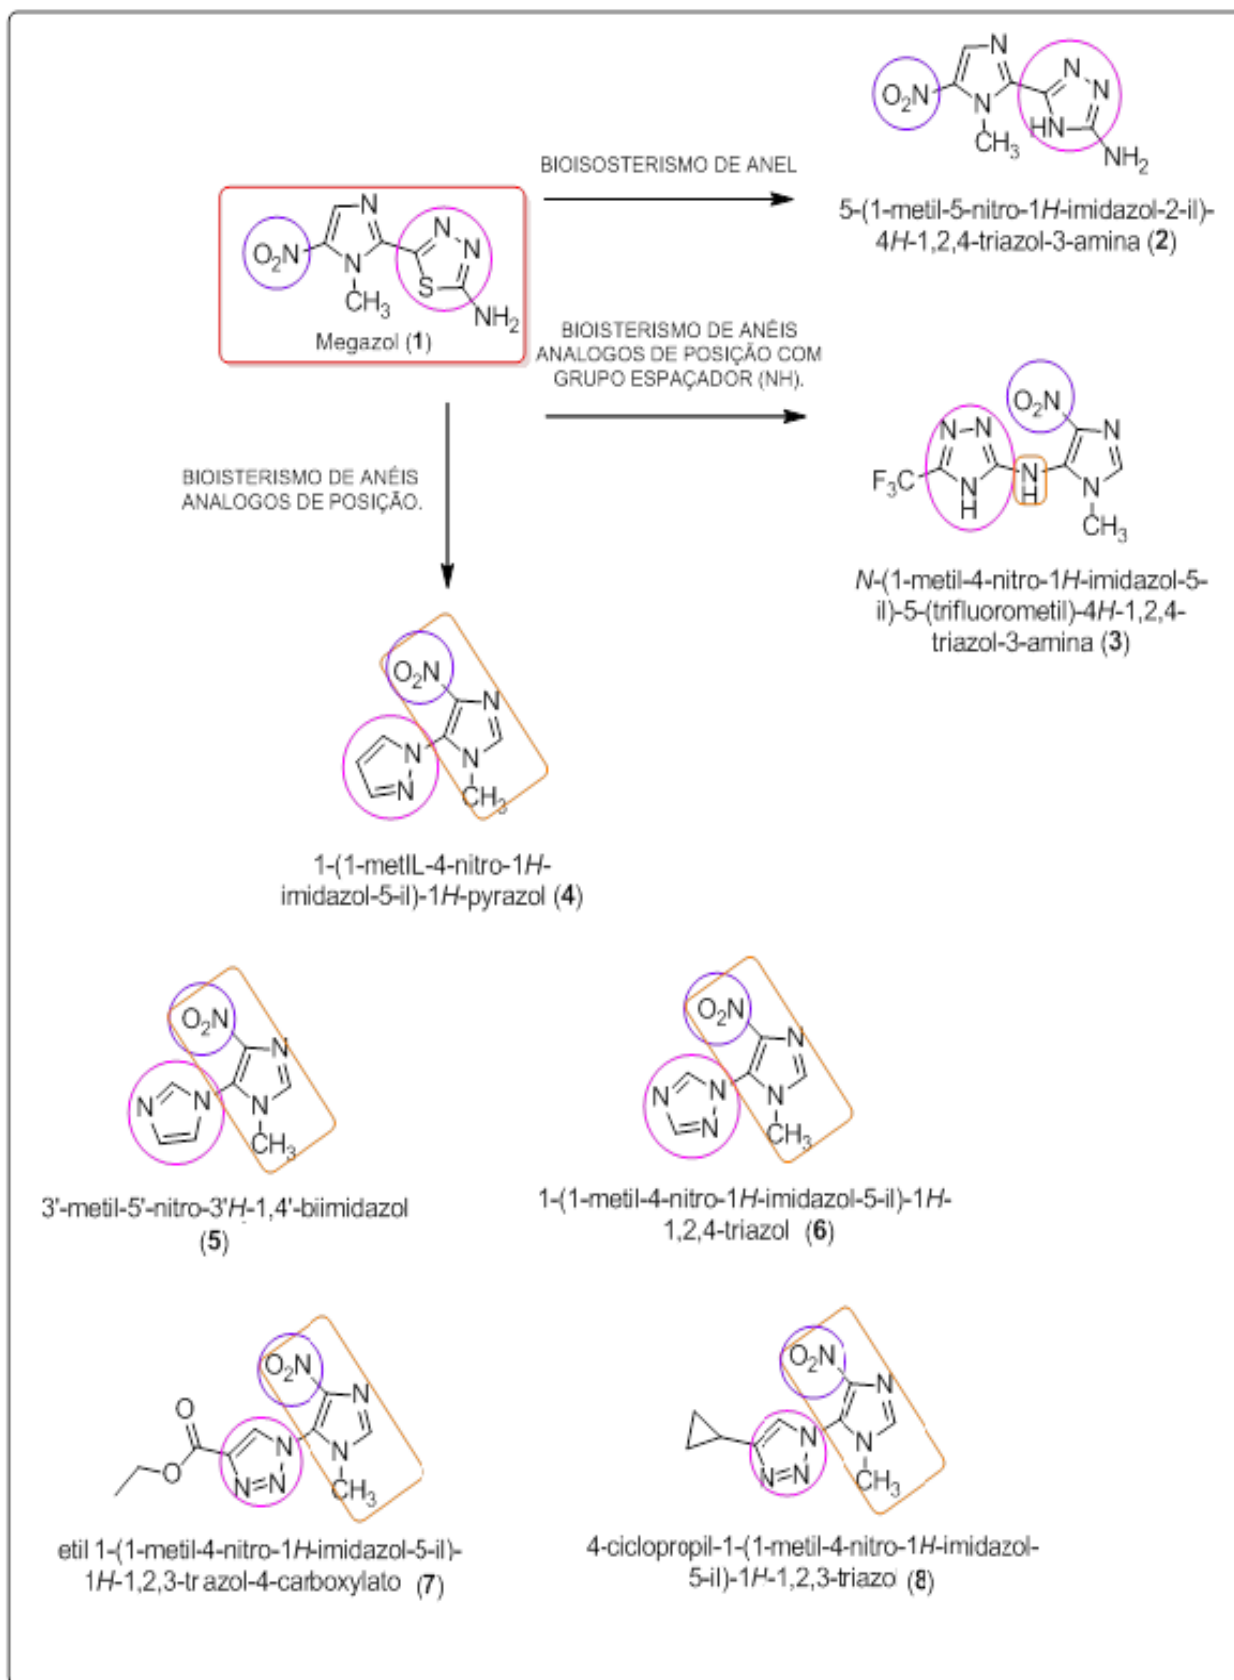 O₂N
N
N
CH₃
N
N
HN
NH₂
5-(1-metil-5-nitro-1H-imidazol-2-il)-
4H-1,2,4-triazol-3-amina (2)
BIOISOSTERISMO DE ANEL
O₂N
N
N
CH₃
N
N
S
NH₂
Megazol (1)
BIOISTERISMO DE ANÉIS
ANALOGOS DE POSIÇÃO COM
GRUPO ESPAÇADOR (NH).
O₂N
N
N
CH₃
N
H
N
N
N
H
F₃C
N-(1-metil-4-nitro-1H-imidazol-5-
il)-5-(trifluorometil)-4H-1,2,4-
triazol-3-amina (3)
BIOISTERISMO DE ANÉIS
ANALOGOS DE POSIÇÃO.
O₂N
N
N
CH₃
N
N
1-(1-metIL-4-nitro-1H-
imidazol-5-il)-1H-pyrazol (4)
O₂N
N
N
CH₃
N
N
3'-metil-5'-nitro-3'H-1,4'-biimidazol
(5)
O₂N
N
N
CH₃
N
N
N
1-(1-metil-4-nitro-1H-imidazol-5-il)-1H-
1,2,4-triazol (6)
O₂N
N
N
CH₃
N
N=N
O
O
etil 1-(1-metil-4-nitro-1H-imidazol-5-il)-
1H-1,2,3-tr azol-4-carboxylato (7)
O₂N
N
N
CH₃
N
N=N
4-ciclopropil-1-(1-metil-4-nitro-1H-imidazol-
5-il)-1H-1,2,3-triazol (8)